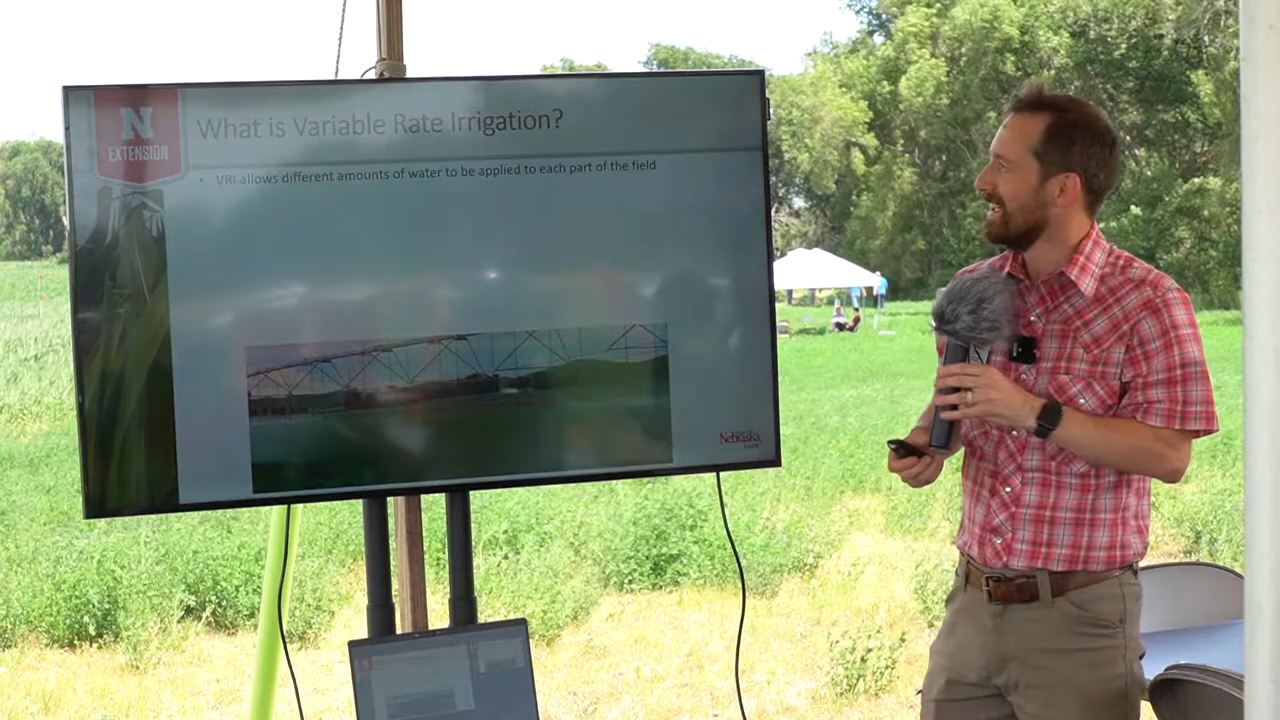 N
EXTENSION
What is Variable Rate Irrigation?
• VRI allows different amounts of water to be applied to each part of the field
Nebraska